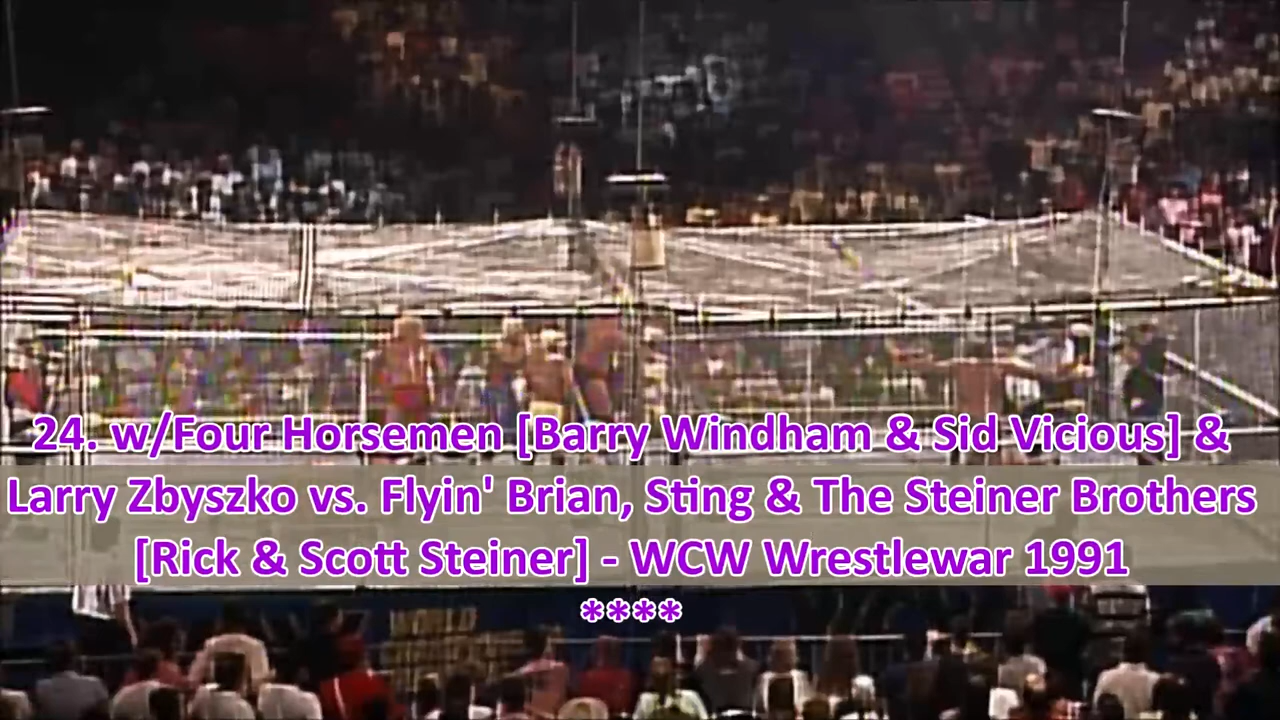 24. w/Four Horsemen [Barry Windham & Sid Vicious] &
Larry Zbyszko vs. Flyin' Brian, Sting & The Steiner Brothers
[Rick & Scott Steiner] - WCW Wrestlewar 1991
****